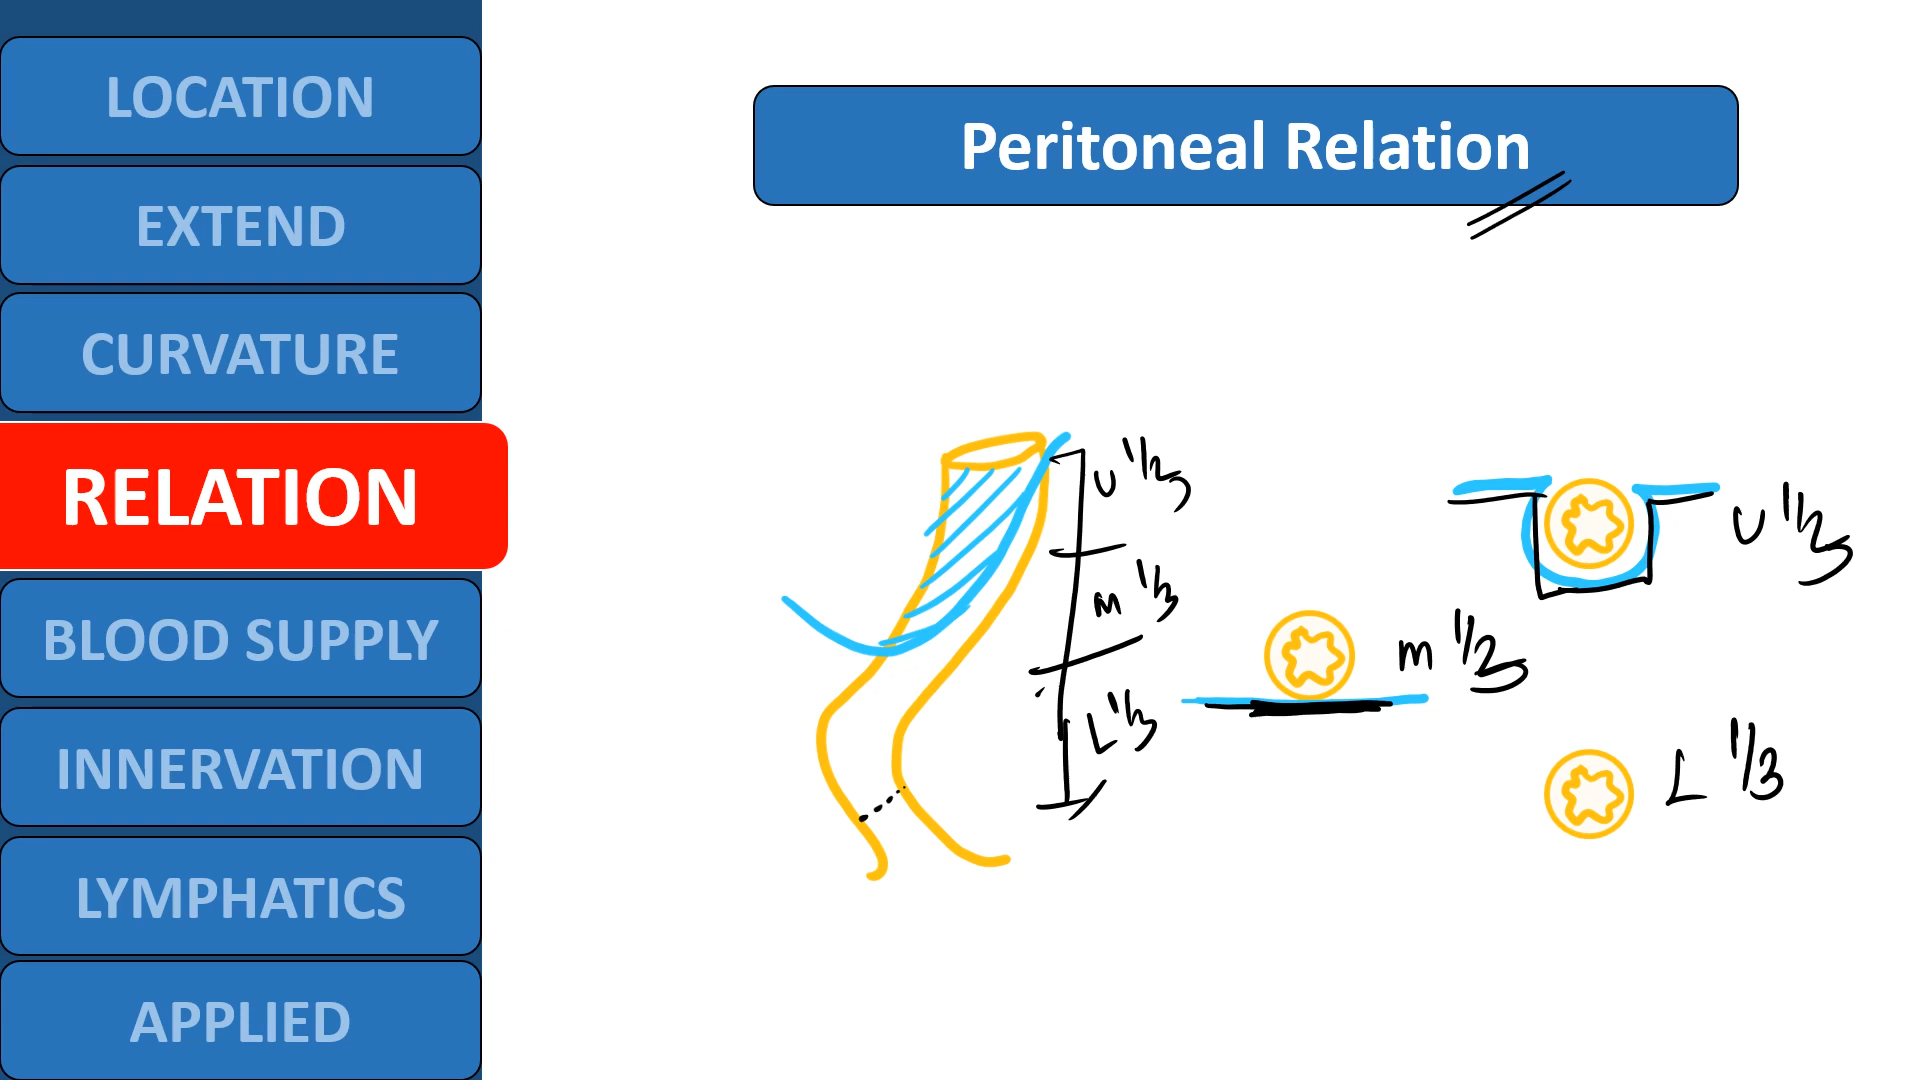 LOCATION
EXTEND
CURVATURE
RELATION
BLOOD SUPPLY
INNERVATION
LYMPHATICS
APPLIED
Peritoneal Relation
U 1/3
m 1/3
L 1/3
U 1/3
m 1/3
L 1/3